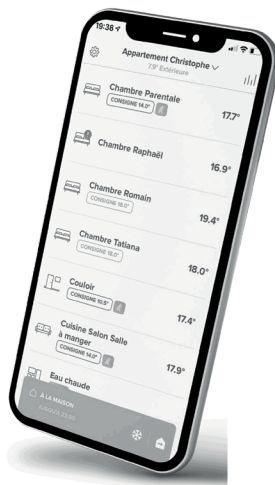 19:38
Appartement Christophe
7.9° Extérieure
Chambre Parentale
CONSIGNE 14.0°
17.7°
Chambre Raphaël
16.9°
Chambre Romain
CONSIGNE 18.0°
19.4°
Chambre Tatiana
18.0°
Couloir
CONSIGNE 10.5°
17.4°
Cuisine Salon Salle
à manger
CONSIGNE 14.0°
17.9°
Eau chaude
À LA MAISON